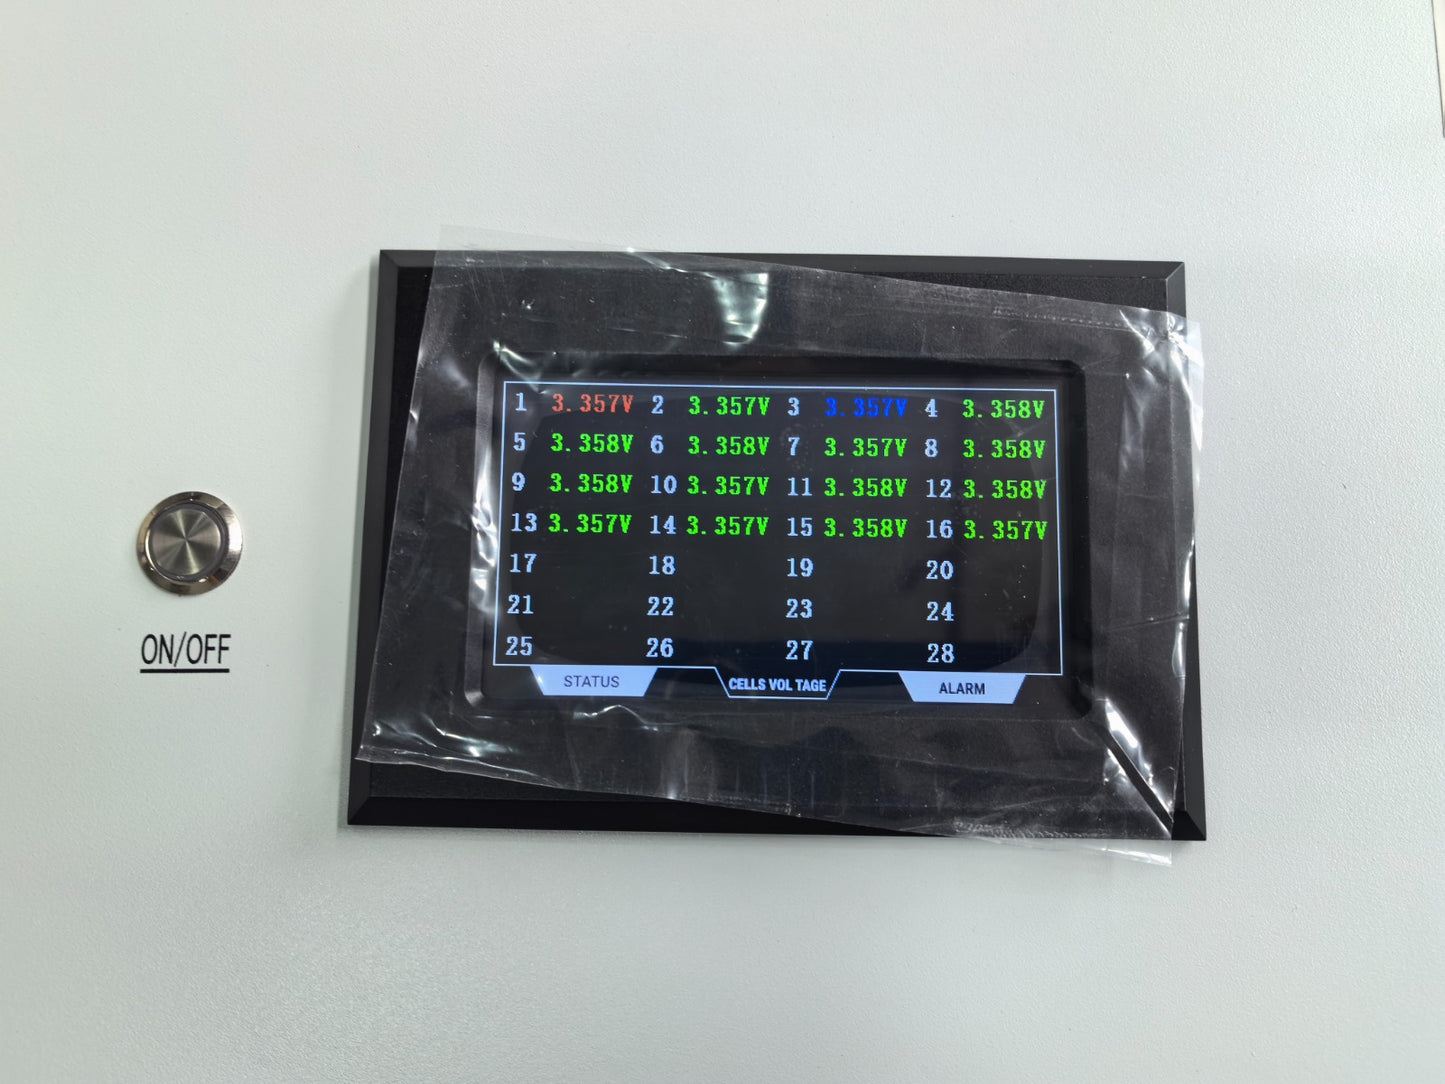 1 3.357V 2 3.357V 3 3.357V 4 3.358V
5 3.358V 6 3.358V 7 3.357V 8 3.358V
9 3.358V 10 3.357V 11 3.358V 12 3.358V
13 3.357V 14 3.357V 15 3.358V 16 3.357V
17 18 19 20
21 22 23 24
25 26 27 28
STATUS CELLS VOL TAGE ALARM
ON/OFF